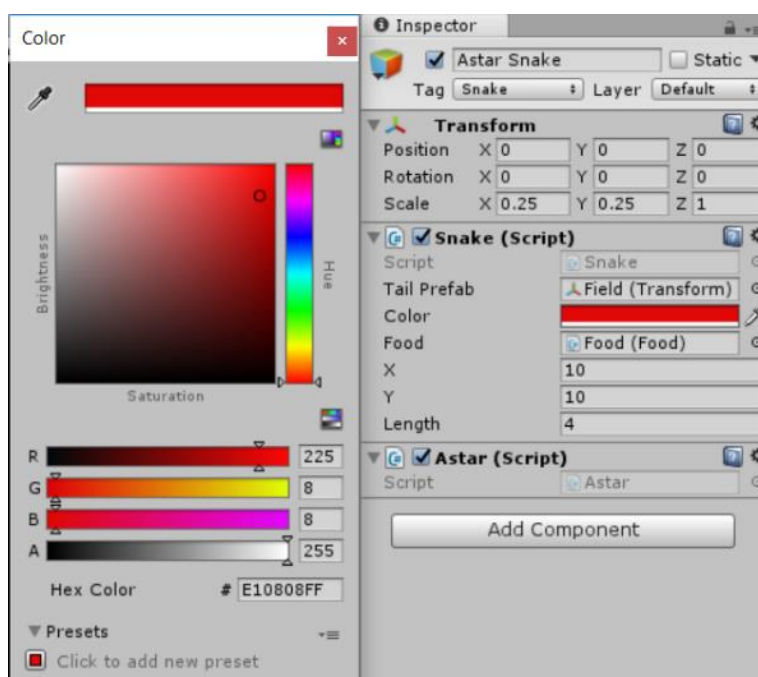 Color
Brightness
Hue
Saturation
R 225
G 8
B 8
A 255
Hex Color # E10808FF
Presets
Click to add new preset
Inspector
Astar Snake Static
Tag Snake Layer Default
Transform
Position X 0 Y 0 Z 0
Rotation X 0 Y 0 Z 0
Scale X 0.25 Y 0.25 Z 1
Snake (Script)
Script Snake
Tail Prefab Field (Transform)
Color
Food Food (Food)
X 10
Y 10
Length 4
Astar (Script)
Script Astar
Add Component